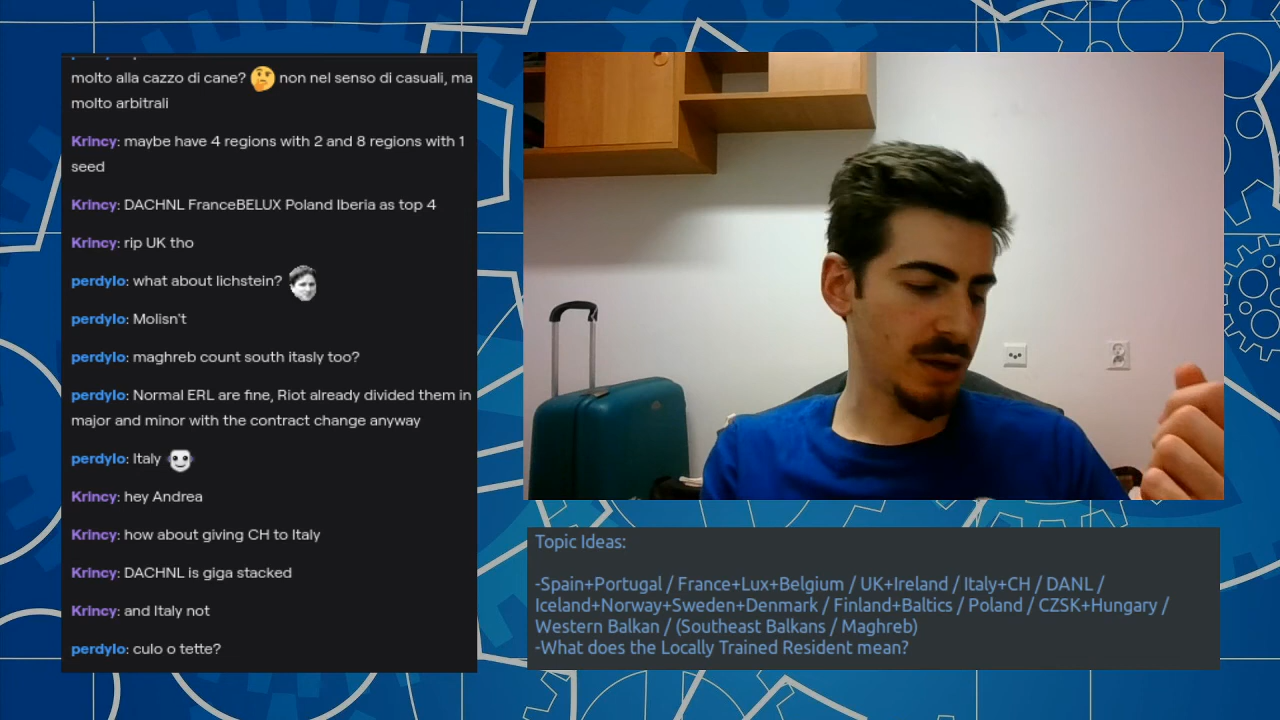 molto alla cazzo di cane? 🤔 non nel senso di casuali, ma
molto arbitrali
Krincy: maybe have 4 regions with 2 and 8 regions with 1
seed
Krincy: DACHNL FranceBELUX Poland Iberia as top 4
Krincy: rip UK tho
perdylo: what about lichstein?
perdylo: Molisn't
perdylo: maghreb count south itasly too?
perdylo: Normal ERL are fine, Riot already divided them in
major and minor with the contract change anyway
perdylo: Italy
Krincy: hey Andrea
Krincy: how about giving CH to Italy
Krincy: DACHNL is giga stacked
Krincy: and Italy not
perdylo: culo o tette?
Topic Ideas:
-Spain+Portugal / France+Lux+Belgium / UK+Ireland / Italy+CH / DANL /
Iceland+Norway+Sweden+Denmark / Finland+Baltics / Poland / CZSK+Hungary /
Western Balkan / (Southeast Balkans / Maghreb)
-What does the Locally Trained Resident mean?